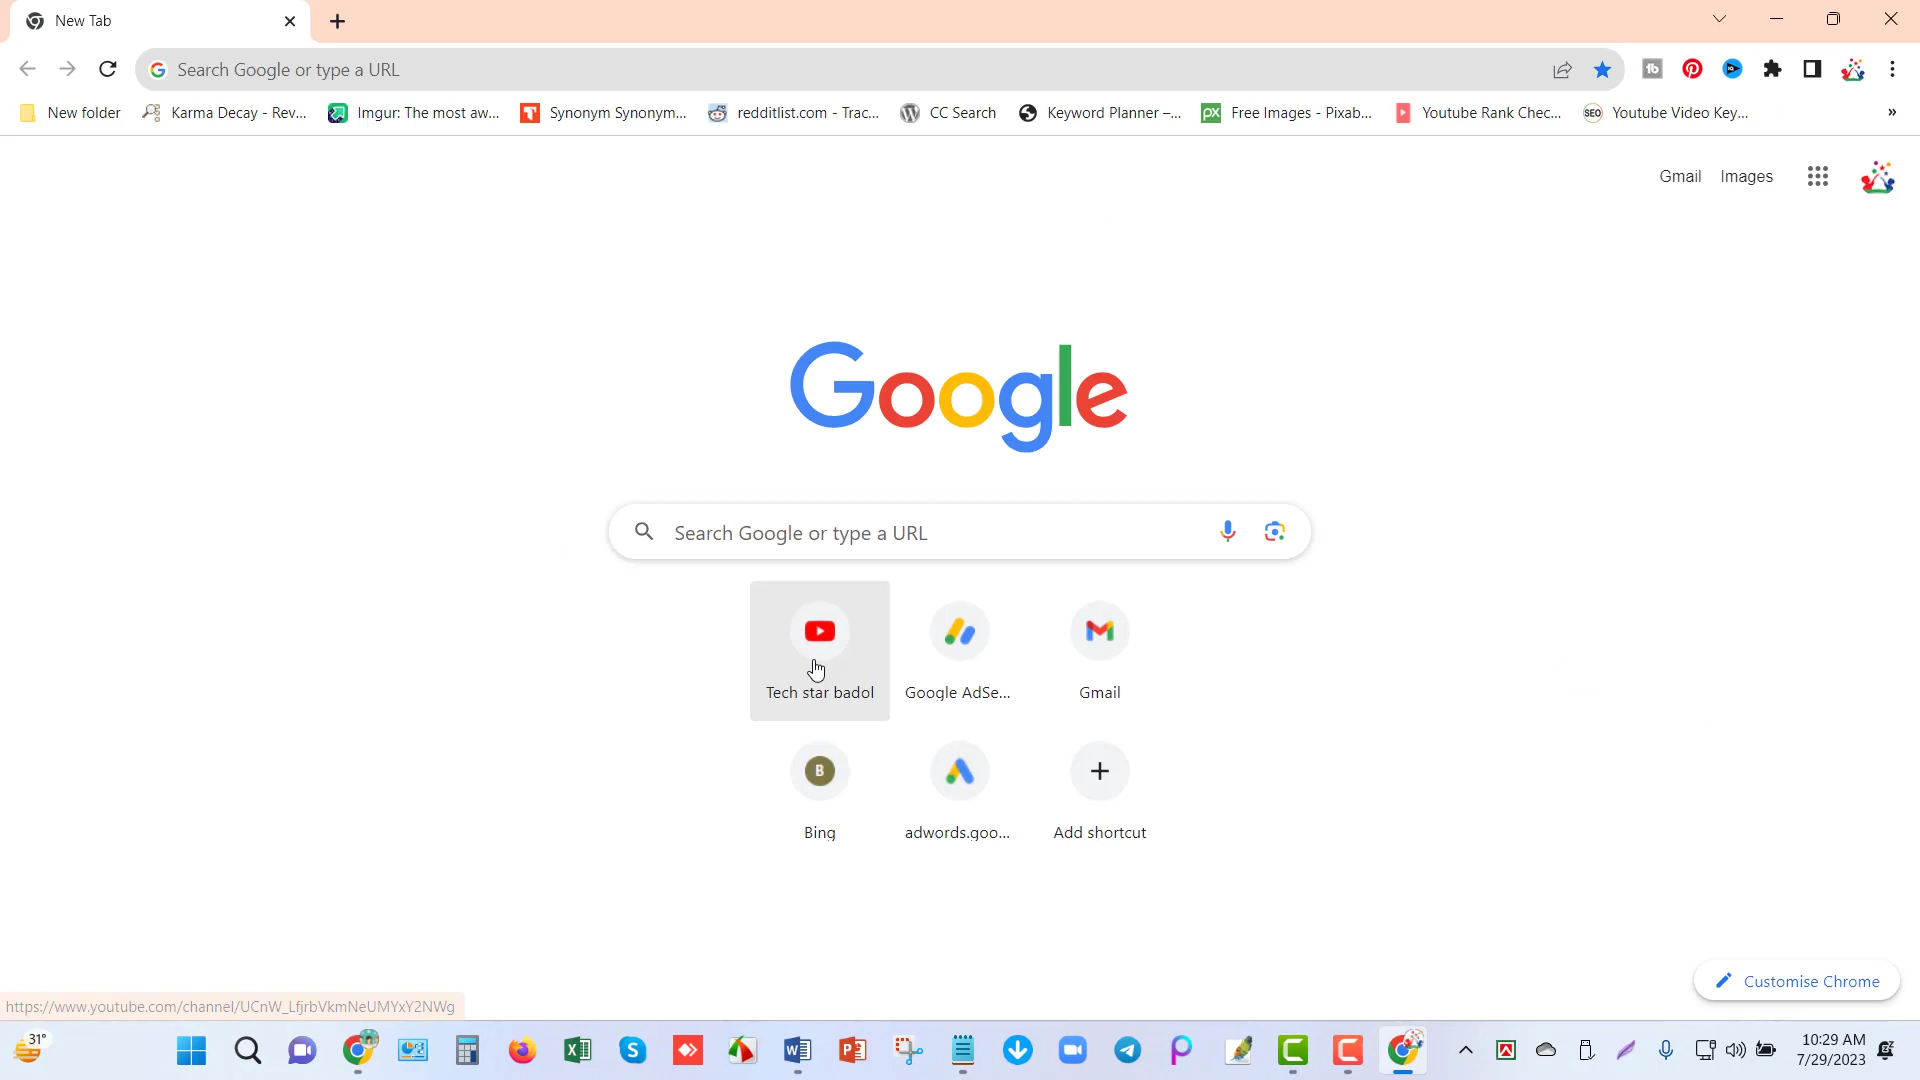 New Tab
Search Google or type a URL
New folder
Karma Decay - Rev...
Imgur: The most aw...
Synonym Synonym...
redditlist.com - Trac...
CC Search
Keyword Planner –...
Free Images - Pixab...
Youtube Rank Chec...
Youtube Video Key...
»
Gmail
Images
Google
Search Google or type a URL
Tech star badol
Google AdSe...
Gmail
B
Bing
adwords.goo...
Add shortcut
Customise Chrome
https://www.youtube.com/channel/UCnW_LfjrbVkmNeUMYxY2NWg
31°
10:29 AM
7/29/2023